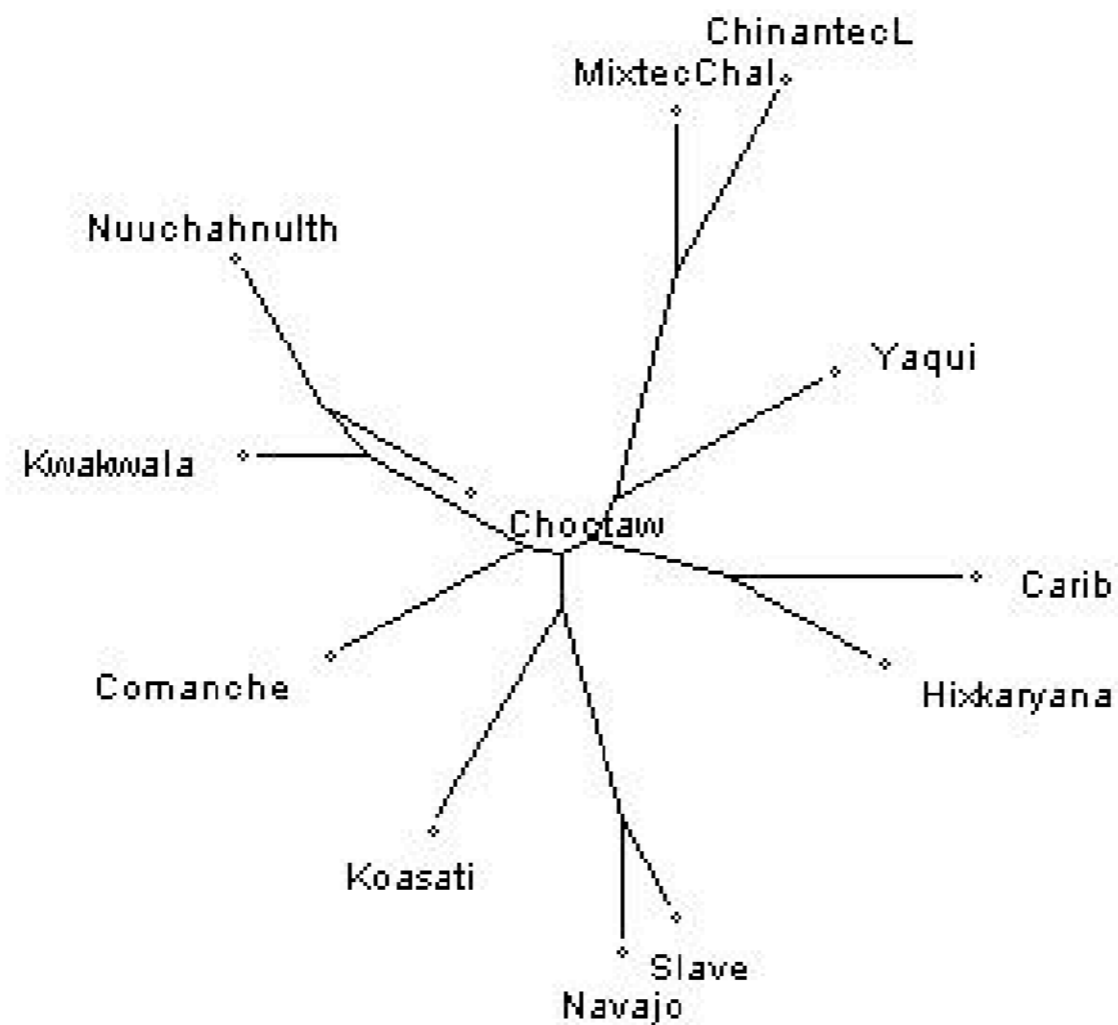 ChinantecL
MixtecChal
Nuuchahnulth
Yaqui
Kwakwala
Choctaw
Carib
Comanche
Hixkaryana
Koasati
Slave
Navajo